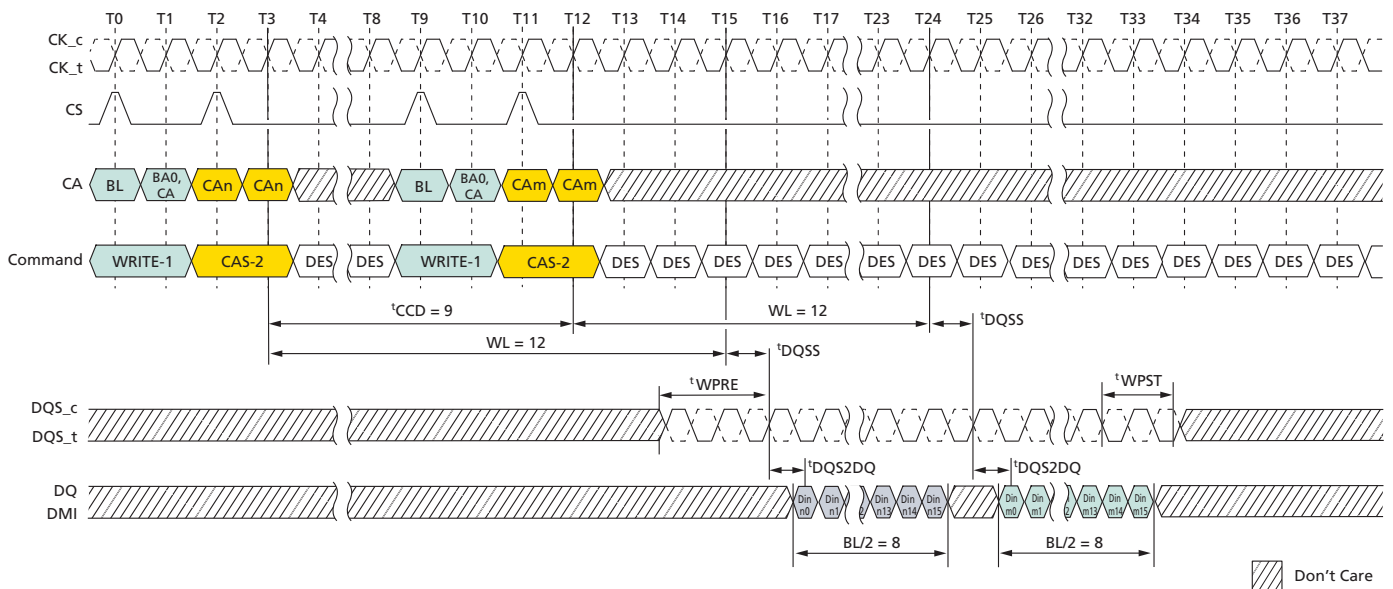 T0 T1 T2 T3 T4 T8 T9 T10 T11 T12 T13 T14 T15 T16 T17 T23 T24 T25 T26 T32 T33 T34 T35 T36 T37
CK_c
CK_t
CS
CA BL BA0, CA CAn CAn BL BA0, CA CAm CAm
Command WRITE-1 CAS-2 DES DES WRITE-1 CAS-2 DES DES DES DES DES DES DES DES DES DES DES DES DES DES DES
tCCD = 9 WL = 12 tDQSS
WL = 12 tDQSS
tWPRE tWPST
DQS_c
DQS_t
tDQS2DQ tDQS2DQ
DQ
DMI
Din n0 Din n1 2 Din n13 Din n14 Din n15 Din m0 Din m1 2 Din m13 Din m14 Din m15
BL/2 = 8 BL/2 = 8
Don't Care